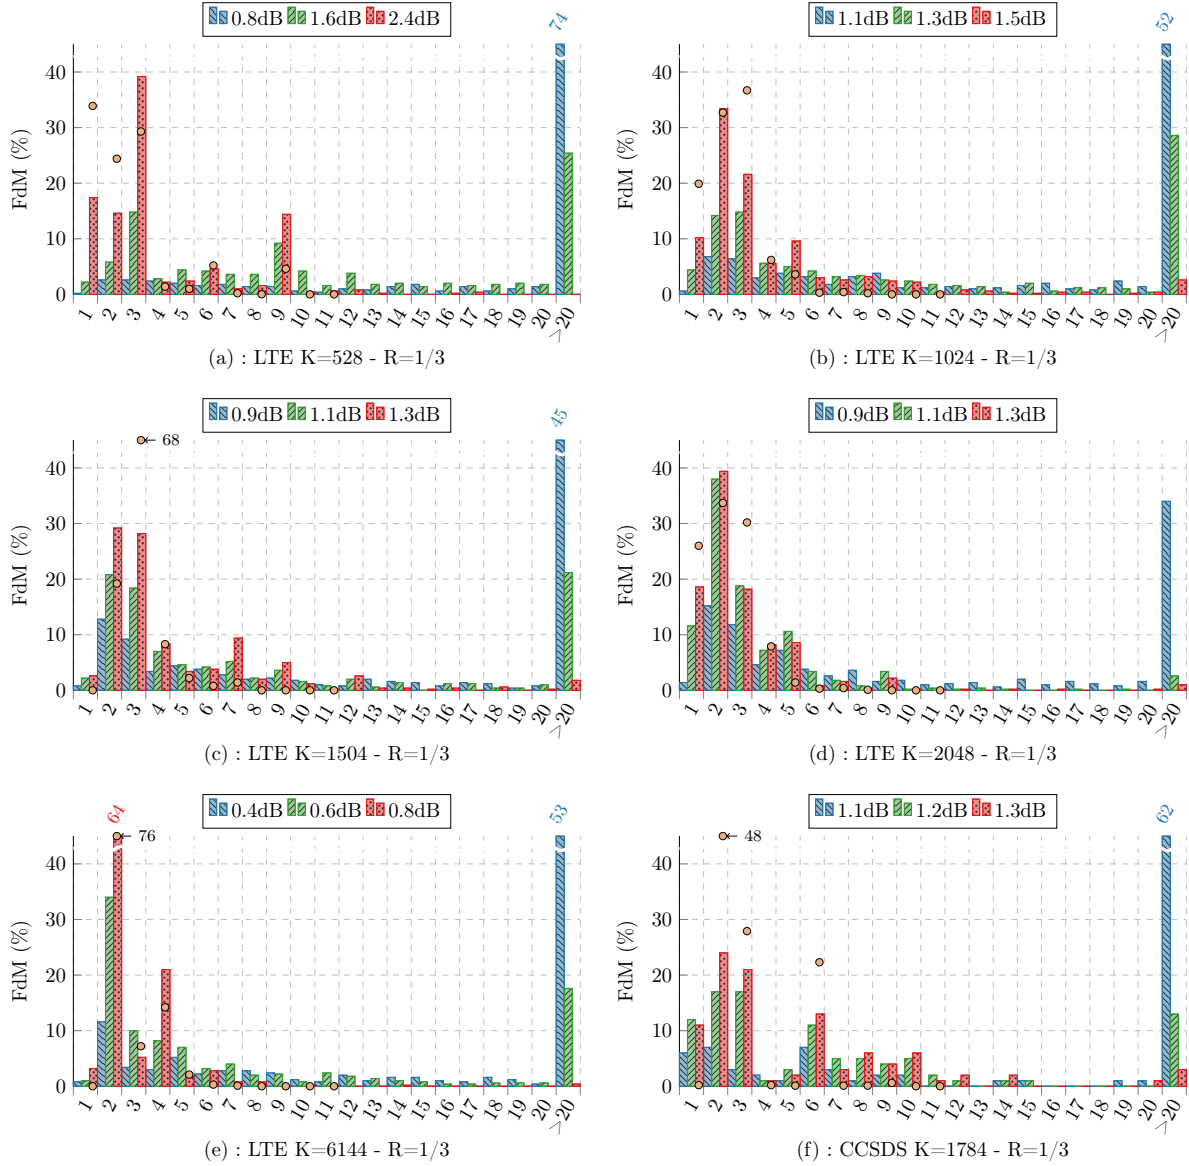 0.8dB 1.6dB 2.4dB
74
FdM (%)
40
30
20
10
0
1 2 3 4 5 6 7 8 9 10 11 12 13 14 15 16 17 18 19 20 >20
(a) : LTE K=528 - R=1/3
1.1dB 1.3dB 1.5dB
52
FdM (%)
40
30
20
10
0
1 2 3 4 5 6 7 8 9 10 11 12 13 14 15 16 17 18 19 20 >20
(b) : LTE K=1024 - R=1/3
0.9dB 1.1dB 1.3dB
45
68
FdM (%)
40
30
20
10
0
1 2 3 4 5 6 7 8 9 10 11 12 13 14 15 16 17 18 19 20 >20
(c) : LTE K=1504 - R=1/3
0.9dB 1.1dB 1.3dB
FdM (%)
40
30
20
10
0
1 2 3 4 5 6 7 8 9 10 11 12 13 14 15 16 17 18 19 20 >20
(d) : LTE K=2048 - R=1/3
0.4dB 0.6dB 0.8dB
64
53
76
FdM (%)
40
30
20
10
0
1 2 3 4 5 6 7 8 9 10 11 12 13 14 15 16 17 18 19 20 >20
(e) : LTE K=6144 - R=1/3
1.1dB 1.2dB 1.3dB
62
48
FdM (%)
40
30
20
10
0
1 2 3 4 5 6 7 8 9 10 11 12 13 14 15 16 17 18 19 20 >20
(f) : CCSDS K=1784 - R=1/3